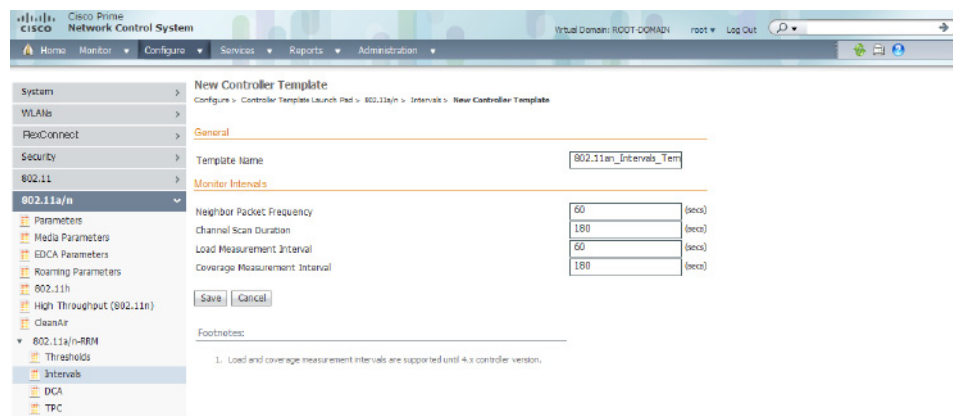 Cisco Prime
CISCO Network Control System
Virtual Domain: ROOT-DOMAIN root Log Out
Home Monitor Configure Services Reports Administration
System
WLANs
FlexConnect
Security
802.11
802.11a/n
Parameters
Media Parameters
EDCA Parameters
Roaming Parameters
802.11h
High Throughput (802.11n)
CleanAir
802.11a/n-RRM
Thresholds
Intervals
DCA
TPC
New Controller Template
Configure > Controller Template Launch Pad > 802.11a/n > Intervals > New Controller Template
General
Template Name 802.11an_Intervals_Tem
Monitor Intervals
Neighbor Packet Frequency 60 (secs)
Channel Scan Duration 180 (secs)
Load Measurement Interval 60 (secs)
Coverage Measurement Interval 180 (secs)
Save Cancel
Footnotes:
1. Load and coverage measurement intervals are supported until 4.x controller version.